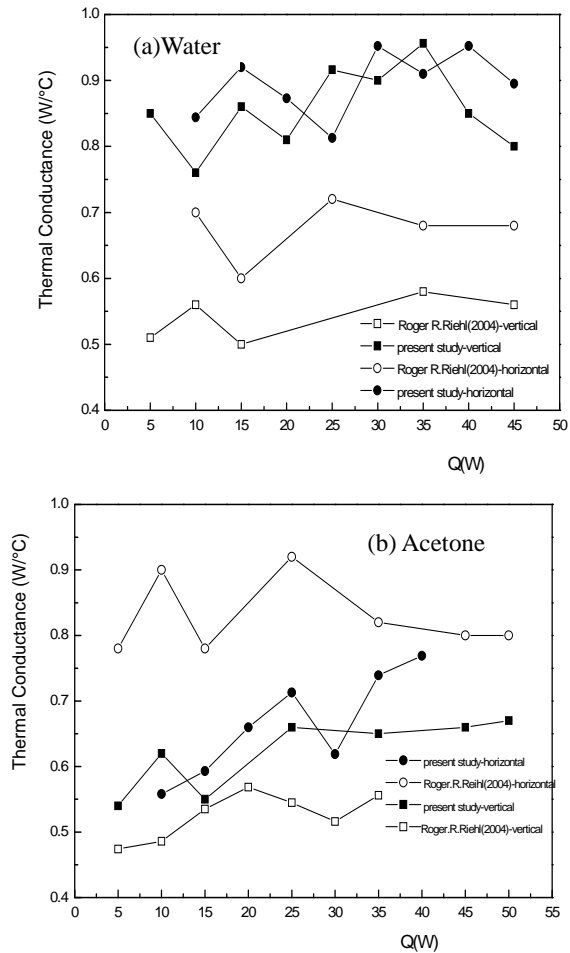 (a)Water
Thermal Conductance (W/°C)
1.0
0.9
0.8
0.7
0.6
0.5
0.4
Roger R.Riehl(2004)-vertical
present study-vertical
Roger R.Riehl(2004)-horizontal
present study-horizontal
0 5 10 15 20 25 30 35 40 45 50
Q(W)
(b) Acetone
Thermal Conductance (W/°C)
1.0
0.9
0.8
0.7
0.6
0.5
0.4
present study-horizontal
Roger.R.Reihl(2004)-horizontal
present study-vertical
Roger.R.Riehl(2004)-vertical
0 5 10 15 20 25 30 35 40 45 50 55
Q(W)